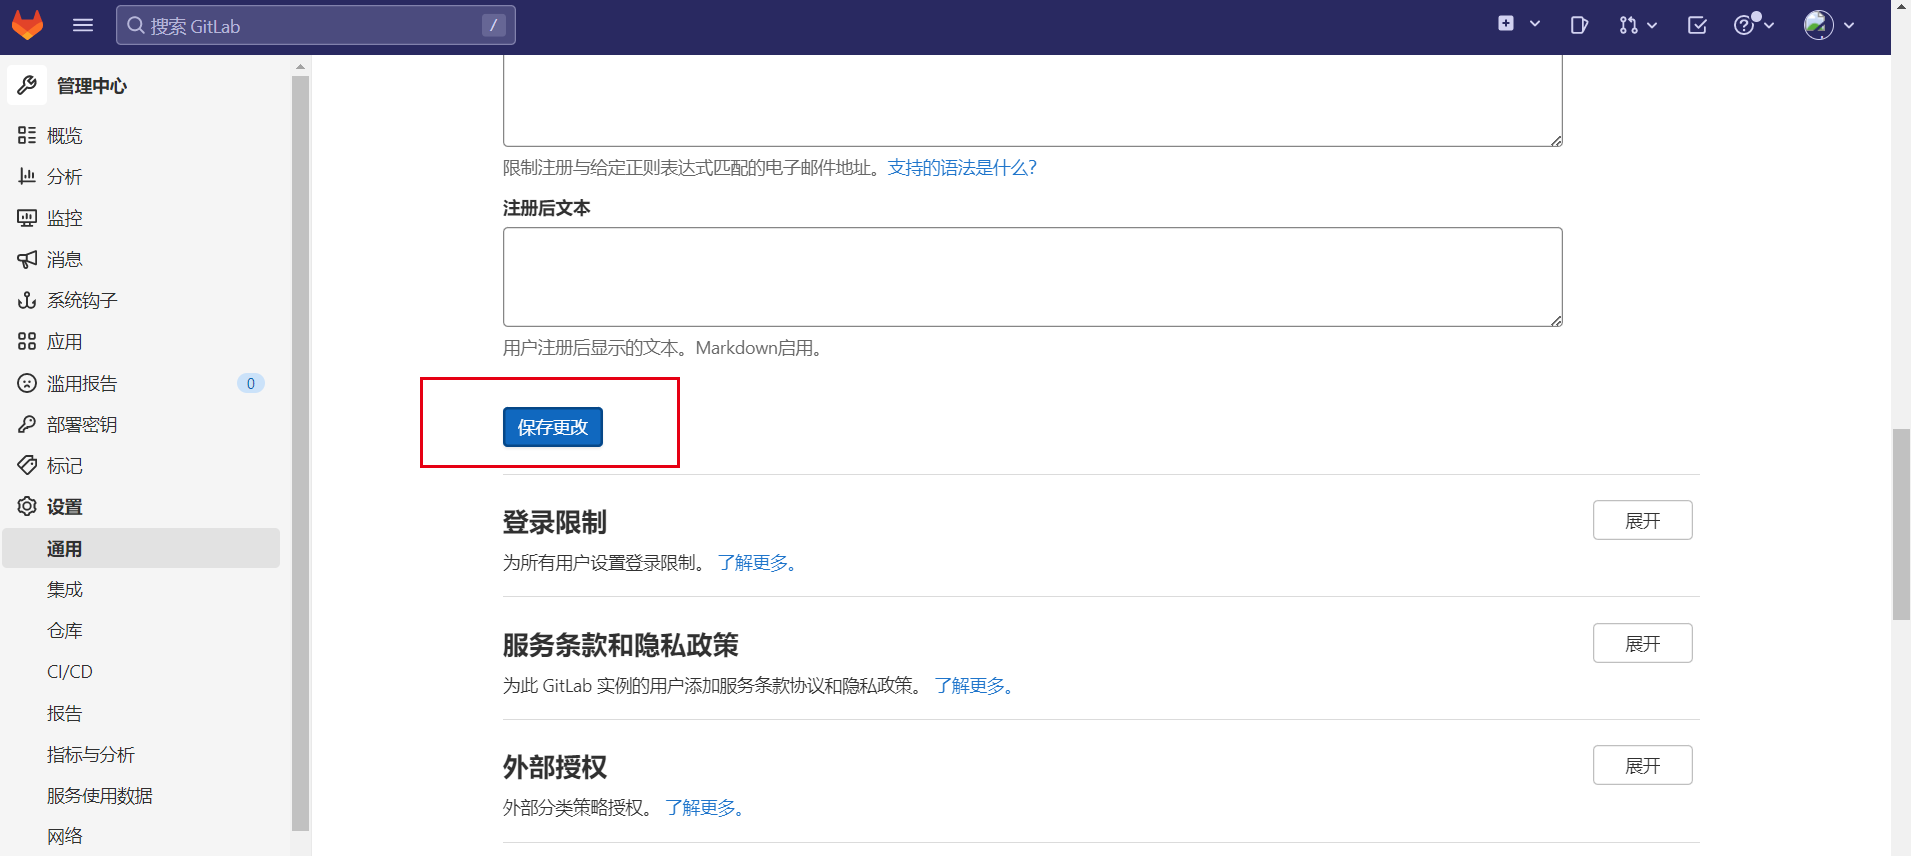 搜索 GitLab
/
管理中心
概览
分析
监控
消息
系统钩子
应用
滥用报告
0
部署密钥
标记
设置
通用
集成
仓库
CI/CD
报告
指标与分析
服务使用数据
网络
限制注册与给定正则表达式匹配的电子邮件地址。支持的语法是什么?
注册后文本
用户注册后显示的文本。Markdown启用。
保存更改
登录限制
展开
为所有用户设置登录限制。 了解更多。
服务条款和隐私政策
展开
为此 GitLab 实例的用户添加服务条款协议和隐私政策。 了解更多。
外部授权
展开
外部分类策略授权。 了解更多。